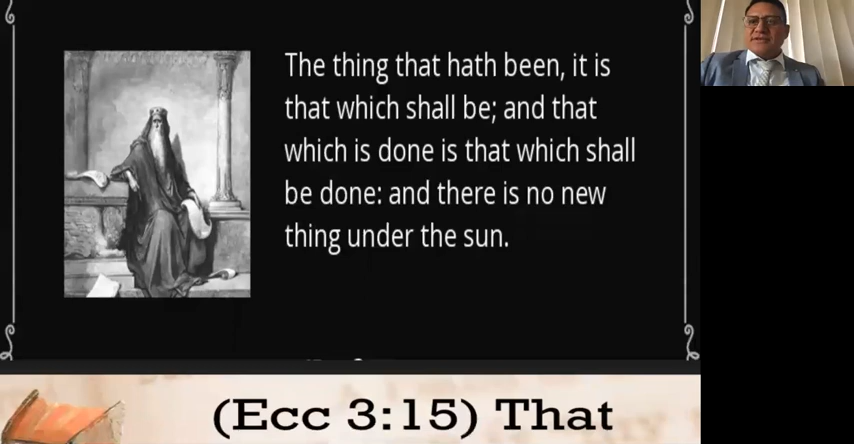 The thing that hath been, it is
that which shall be; and that
which is done is that which shall
be done: and there is no new
thing under the sun.
(Ecc 3:15) That